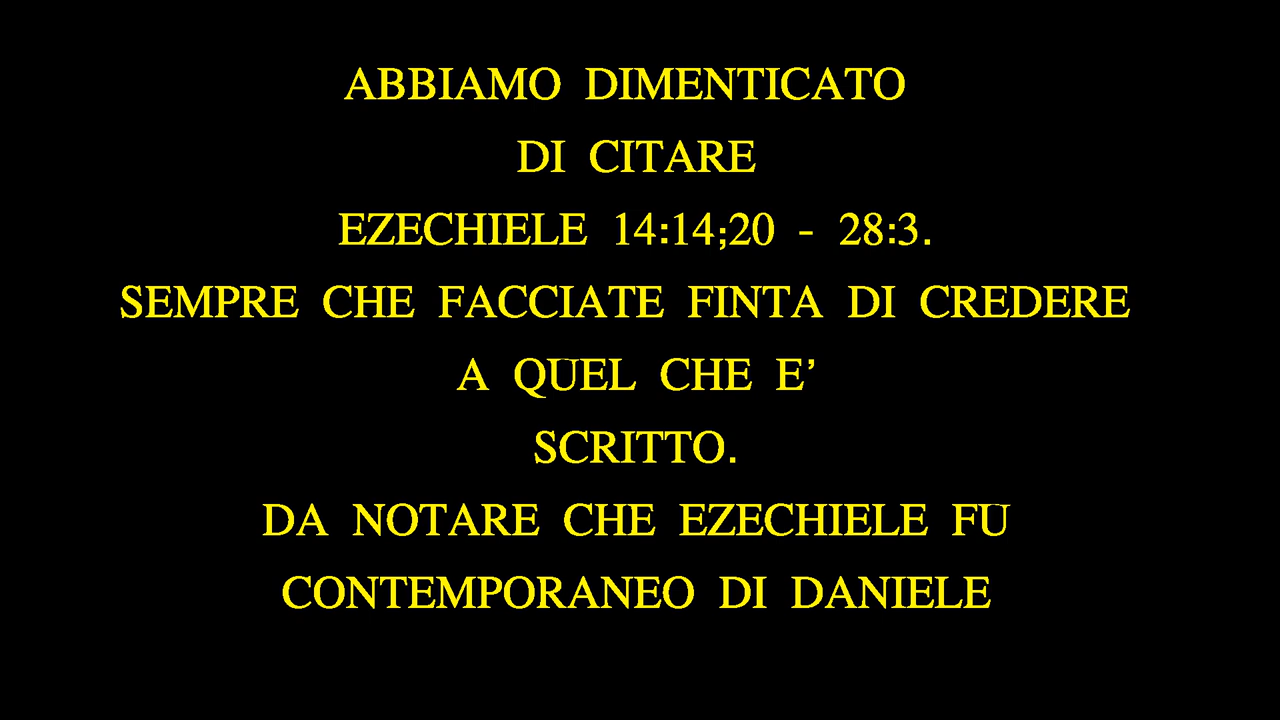 ABBIAMO DIMENTICATO
DI CITARE
EZECHIELE 14:14;20 - 28:3.
SEMPRE CHE FACCIATE FINTA DI CREDERE
A QUEL CHE E'
SCRITTO.
DA NOTARE CHE EZECHIELE FU
CONTEMPORANEO DI DANIELE